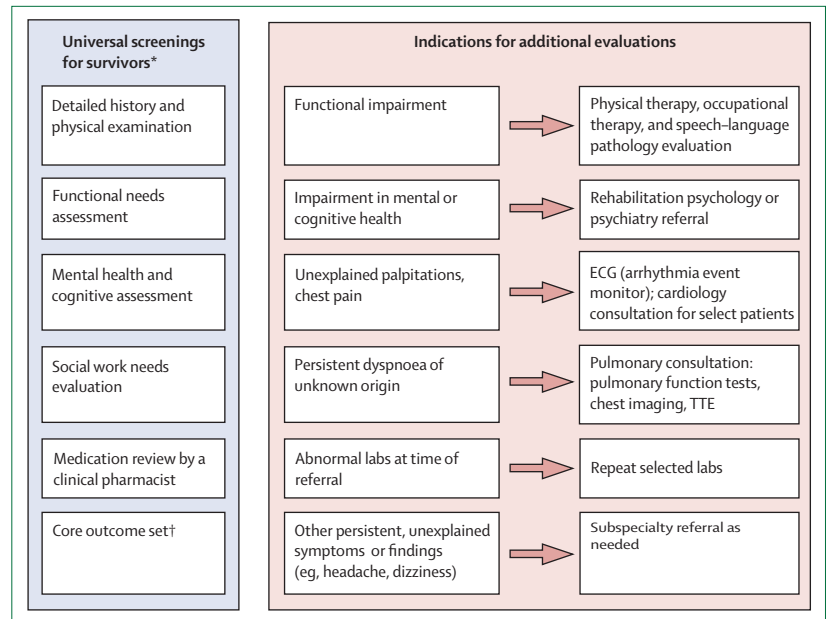 Universal screenings
for survivors*
Detailed history and
physical examination
Functional needs
assessment
Mental health and
cognitive assessment
Social work needs
evaluation
Medication review by a
clinical pharmacist
Core outcome set†
Indications for additional evaluations
Functional impairment
Physical therapy, occupational
therapy, and speech–language
pathology evaluation
Impairment in mental or
cognitive health
Rehabilitation psychology or
psychiatry referral
Unexplained palpitations,
chest pain
ECG (arrhythmia event
monitor); cardiology
consultation for select patients
Persistent dyspnoea of
unknown origin
Pulmonary consultation:
pulmonary function tests,
chest imaging, TTE
Abnormal labs at time of
referral
Repeat selected labs
Other persistent, unexplained
symptoms or findings
(eg, headache, dizziness)
Subspecialty referral as
needed